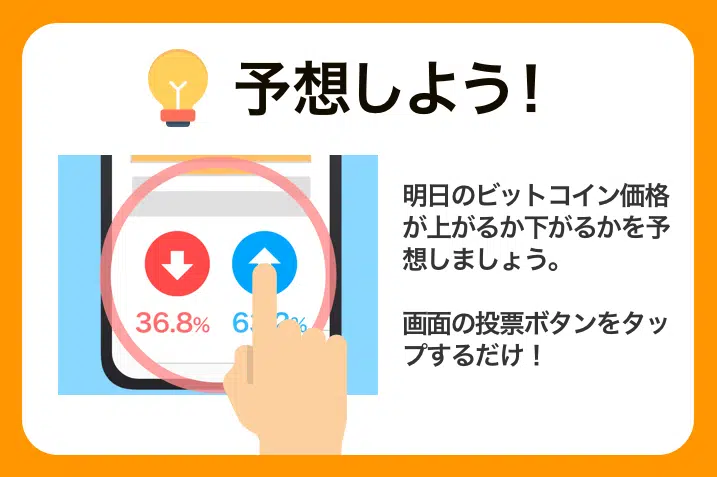 予想しよう!
明日のビットコイン価格
が上がるか下がるかを予
想しましょう。
画面の投票ボタンをタッ
プするだけ！
36.8%